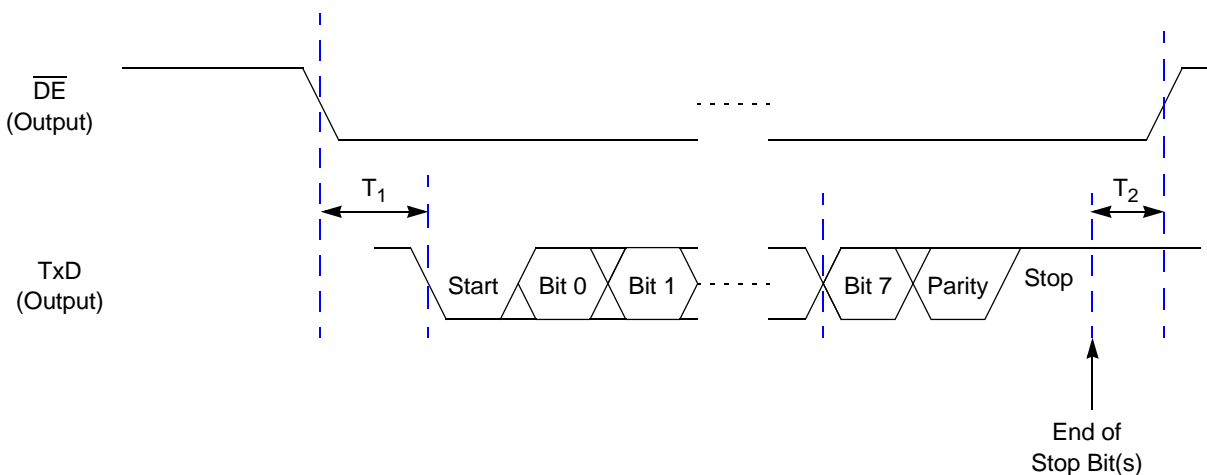 DE
(Output)
T1
T2
TxD
(Output)
Start
Bit 0
Bit 1
Bit 7
Parity
Stop
End of
Stop Bit(s)